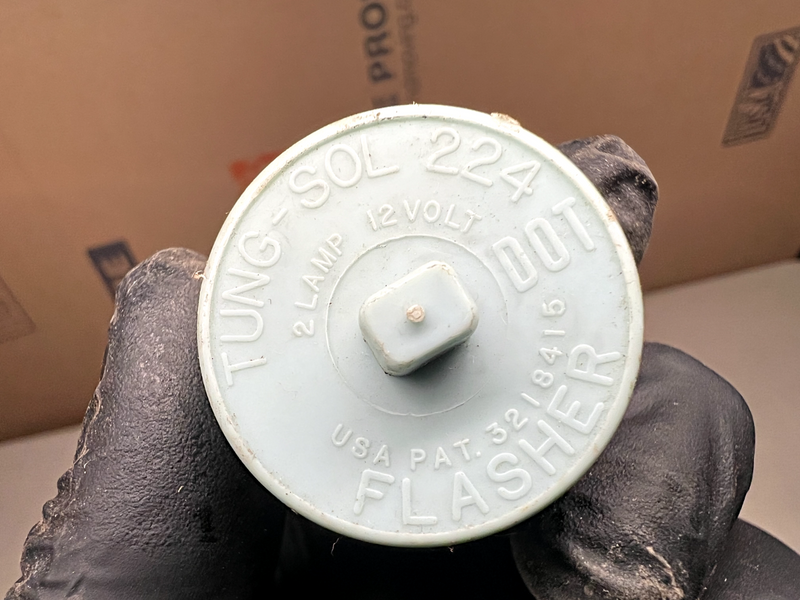 TUNG-SOL 224
DOT
2 LAMP 12 VOLT
USA PAT. 3218415
FLASHER
PRO